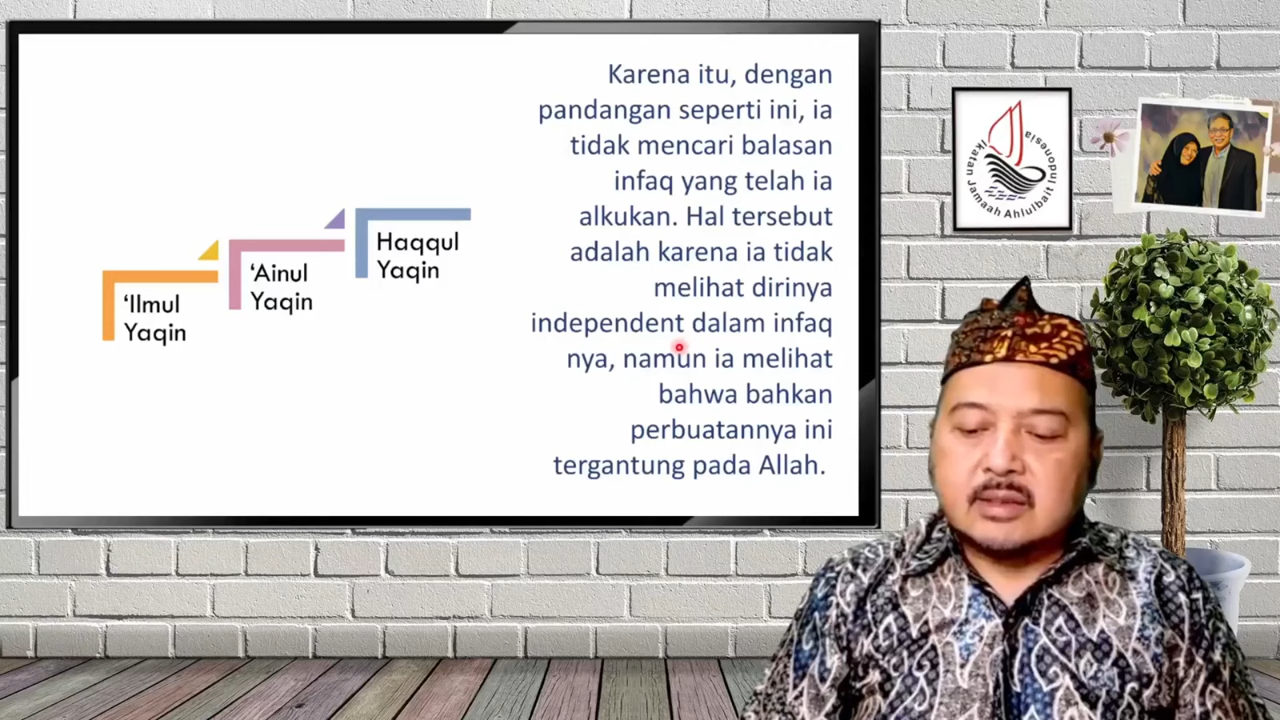 Karena itu, dengan
pandangan seperti ini, ia
tidak mencari balasan
infaq yang telah ia
alkukan. Hal tersebut
adalah karena ia tidak
melihat dirinya
independent dalam infaq
nya, namun ia melihat
bahwa bahkan
perbuatannya ini
tergantung pada Allah.
‘Ilmul
Yaqin
‘Ainul
Yaqin
Haqqul
Yaqin
Ikatan Jamaah Ahlulbait Indonesia